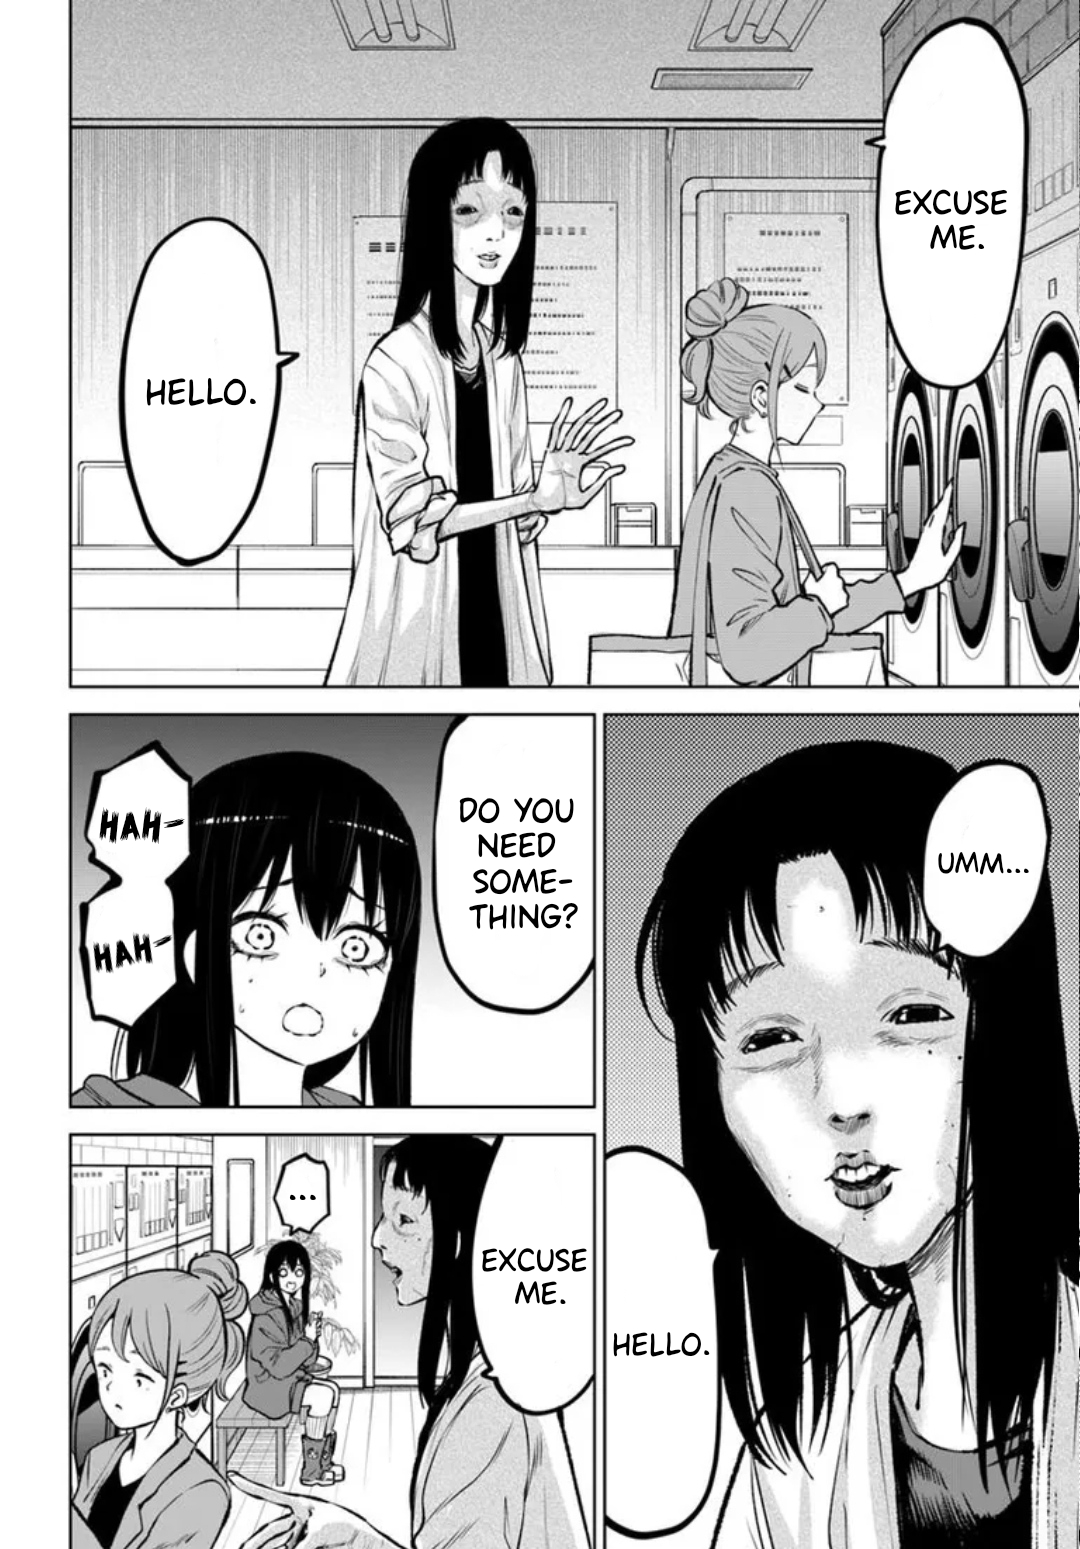 EXCUSE
ME.
HELLO.
UMM...
HELLO.
DO YOU
NEED
SOME-
THING?
HAH-
HAH-
EXCUSE
ME.
...